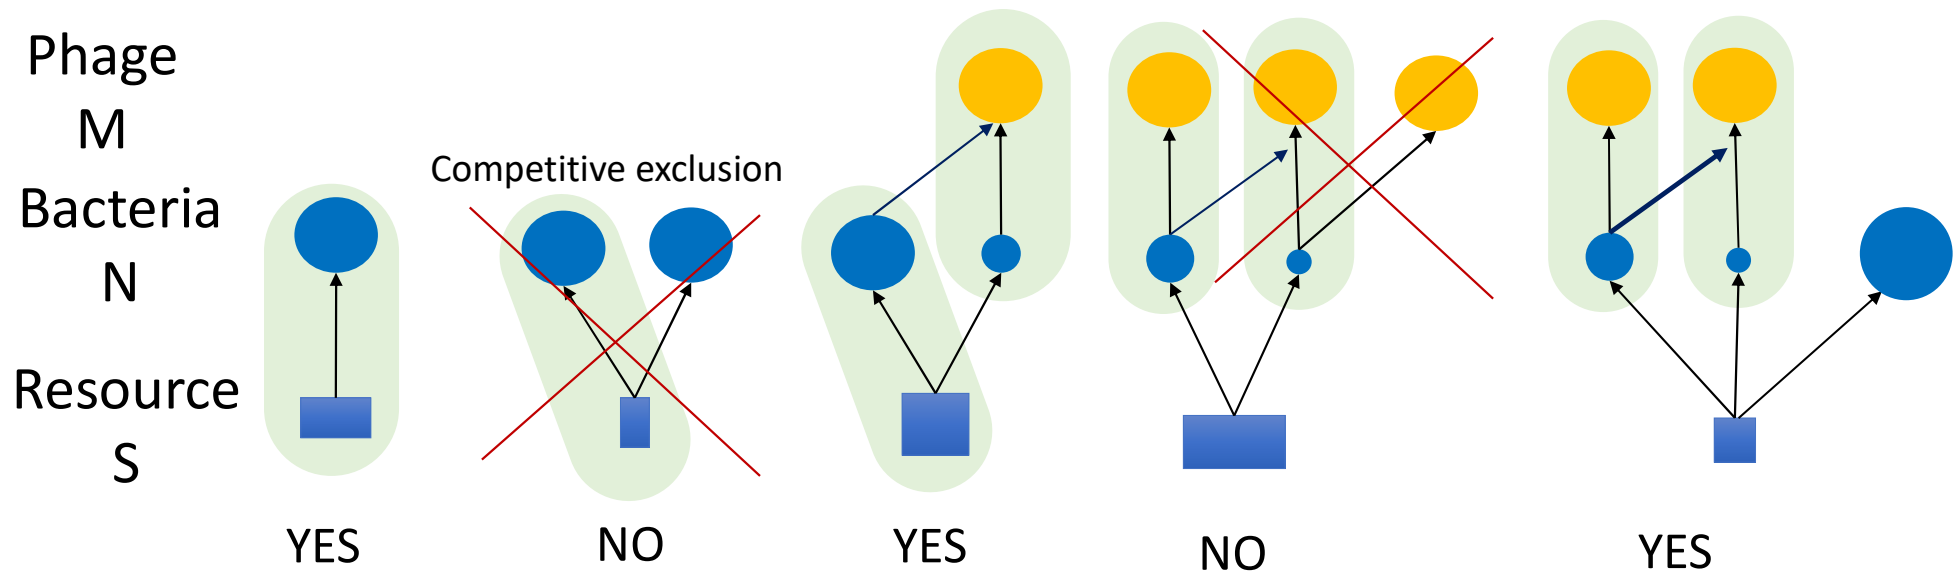 Phage
M
Competitive exclusion
Bacteria
N
Resource
S
YES
NO
YES
NO
YES